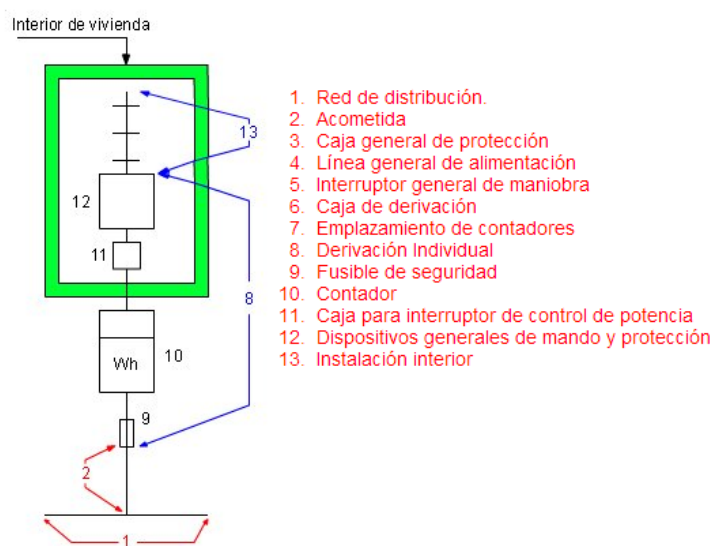 Interior de vivienda
1. Red de distribución.
2. Acometida
3. Caja general de protección
4. Línea general de alimentación
5. Interruptor general de maniobra
6. Caja de derivación
7. Emplazamiento de contadores
8. Derivación Individual
9. Fusible de seguridad
10. Contador
11. Caja para interruptor de control de potencia
12. Dispositivos generales de mando y protección
13. Instalación interior
13
12
11
8
10
Wh
9
2
1